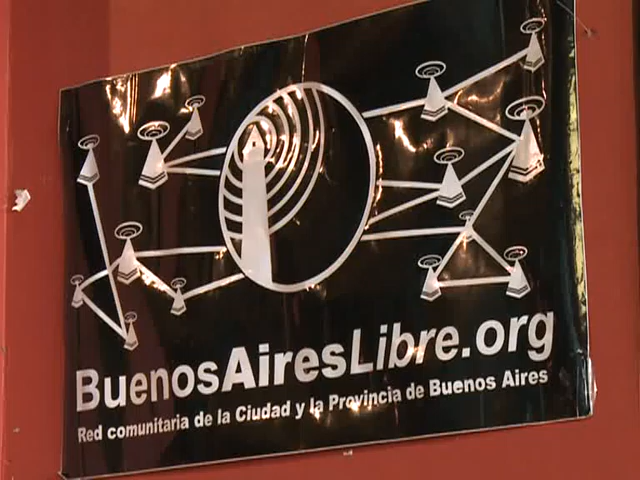 BuenosAiresLibre.org
Red comunitaria de la Ciudad y la Provincia de Buenos Aires